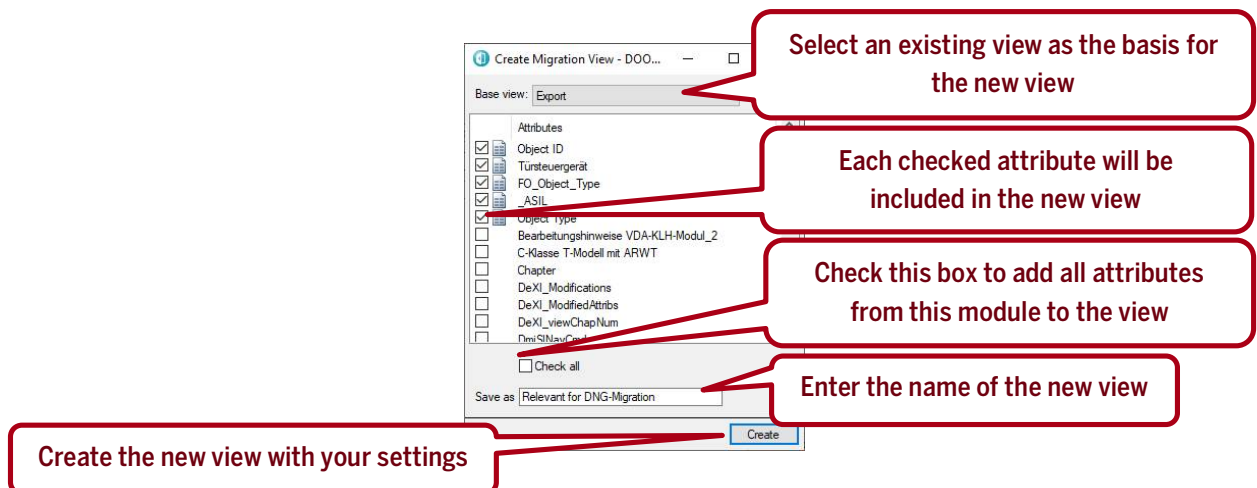 Create Migration View - DOO...
Select an existing view as the basis for
the new view
Base view: Export
Attributes
Object ID
Türsteuergerät
FO_Object_Type
_ASIL
Object Type
Bearbeitungshinweise VDA-KLH-Modul_2
C-Klasse T-Modell mit ARWT
Chapter
DeXI_Modifications
DeXI_ModifiedAttribs
DeXI_viewChapNum
Each checked attribute will be
included in the new view
Check this box to add all attributes
from this module to the view
Check all
Save as Relevant for DNG-Migration
Enter the name of the new view
Create
Create the new view with your settings